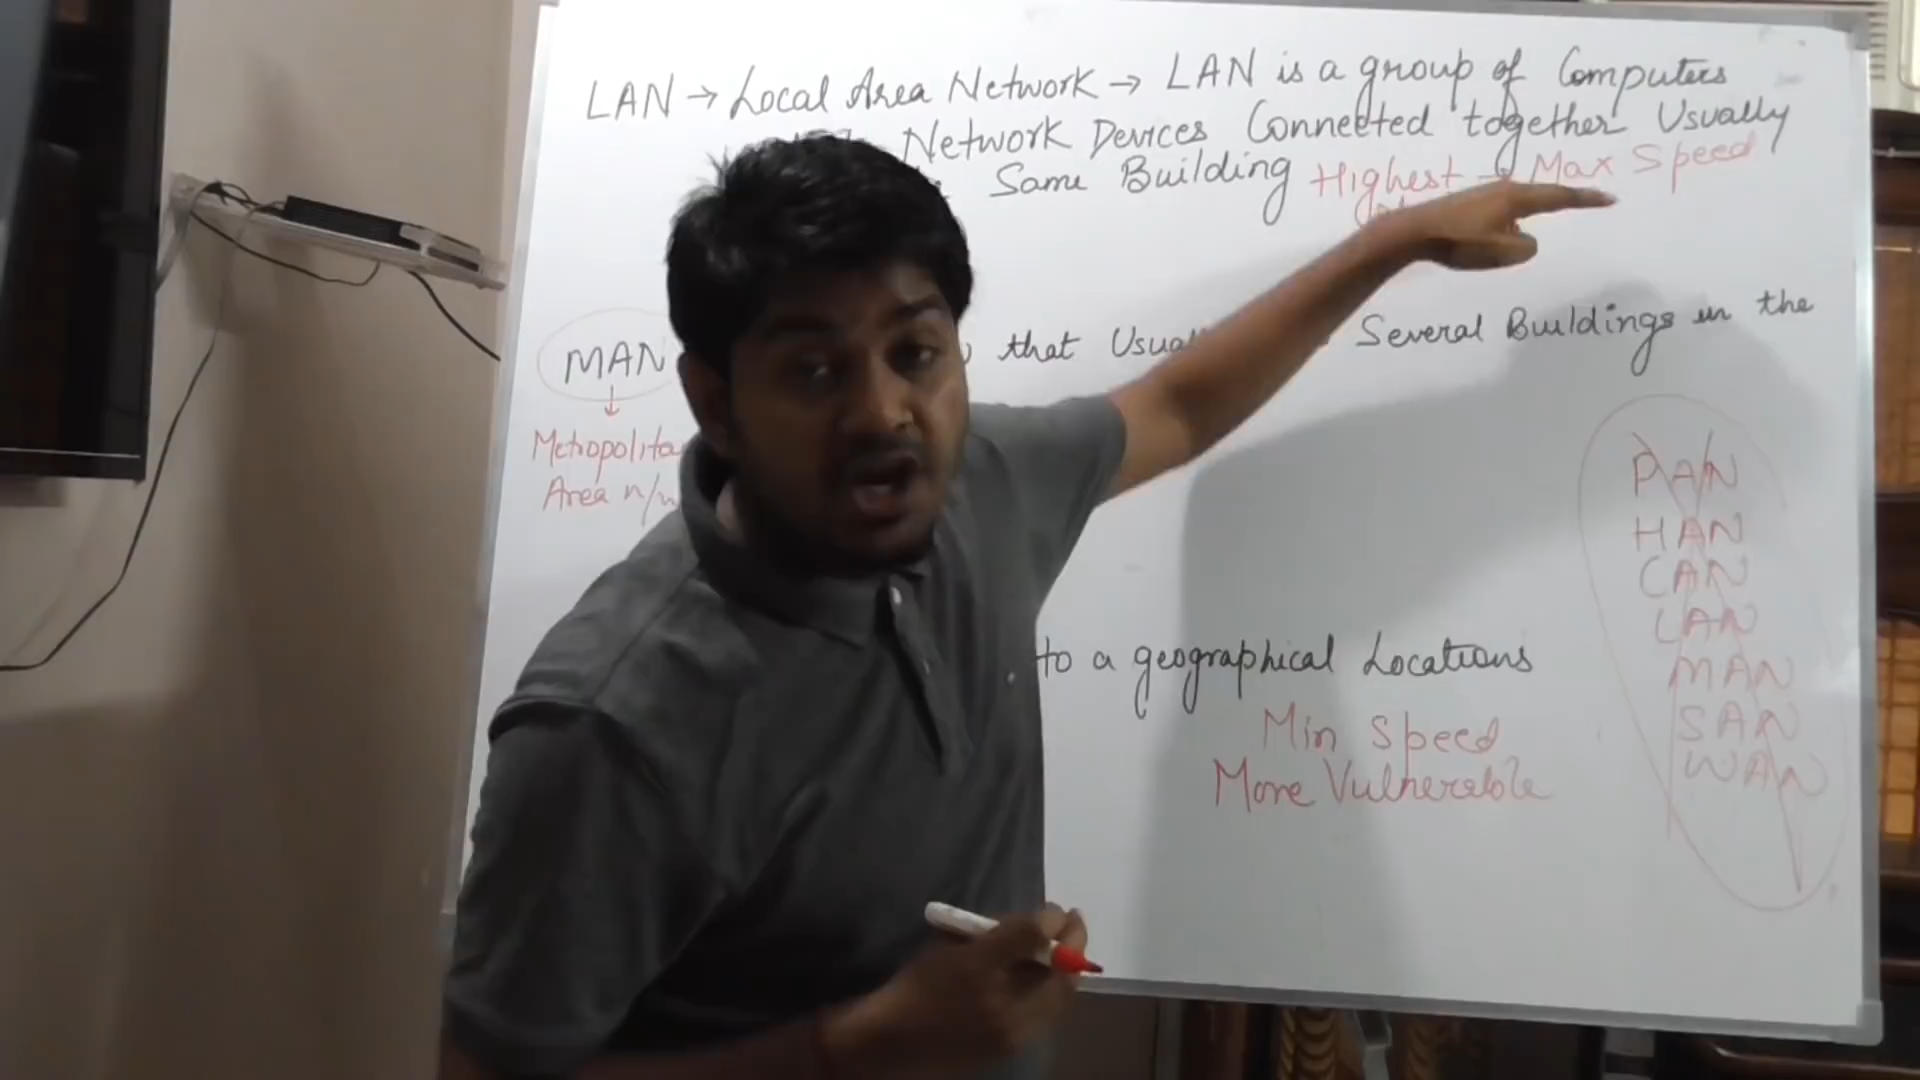 LAN → Local Area Network → LAN is a group of Computers
Network Devices Connected together Usually
Same Building Highest → Max Speed
MAN that Several Buildings in the
↓
Metropolita
Area n/w
PAN
HAN
CAN
LAN
MAN
SAN
WAN
to a geographical Locations
Min Speed
More Vulnerable